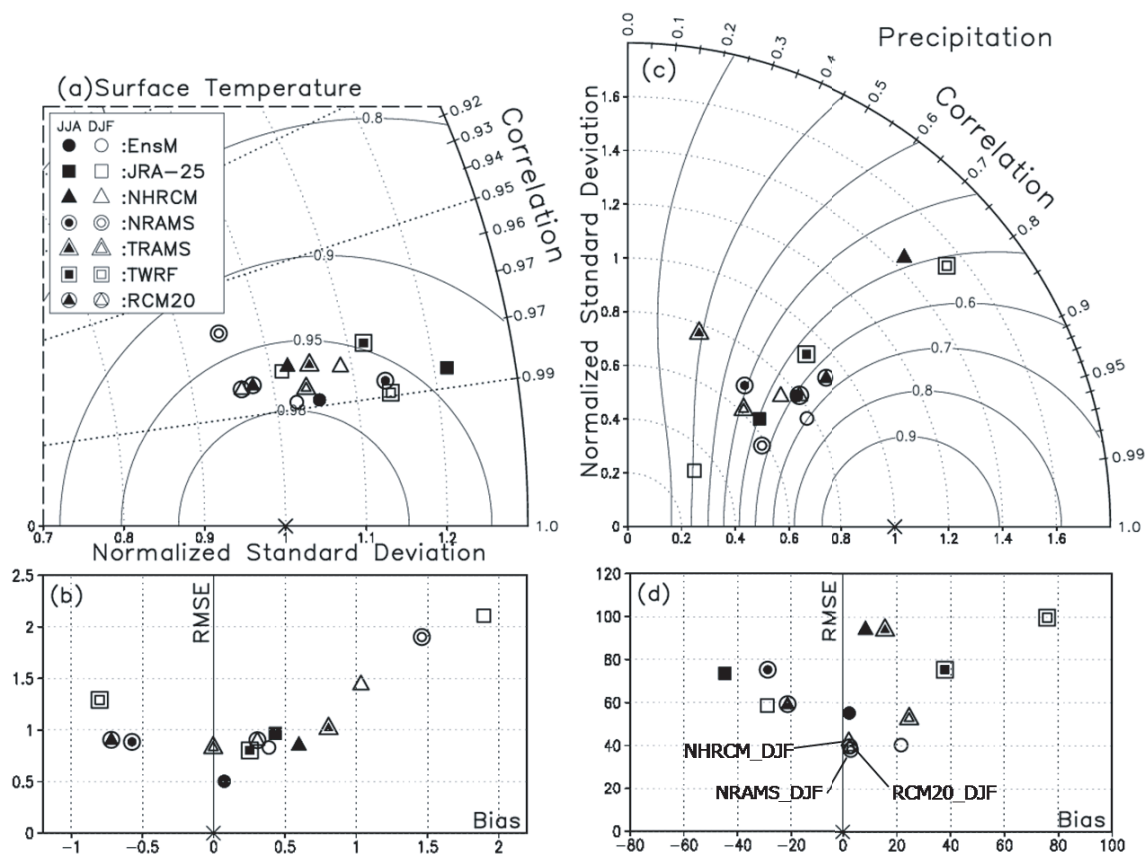 (a)Surface Temperature
JJA DJF
:EnsM
:JRA-25
:NHRCM
:NRAMS
:TRAMS
:TWRF
:RCM20
0.8
0.9
0.95
0.98
0.92
0.93
0.94
0.95
0.96
0.97
0.97
0.99
1.0
Correlation
0
0.7 0.8 0.9 1 1.1 1.2
Normalized Standard Deviation
Precipitation
(c)
0.0 0.1 0.2 0.3 0.4 0.5 0.6 0.7 0.8 0.9 0.95 0.99 1.0
Correlation
Normalized Standard Deviation
1.6
1.4
1.2
1
0.8
0.6
0.4
0.2
0
0.6
0.7
0.8
0.9
0 0.2 0.4 0.6 0.8 1 1.2 1.4 1.6
(b)
RMSE
2.5
2
1.5
1
0.5
0
Bias
-1 -0.5 0 0.5 1 1.5 2
(d)
RMSE
120
100
80
60
40
20
0
NHRCM_DJF
NRAMS_DJF
RCM20_DJF
Bias
-80 -60 -40 -20 0 20 40 60 80 100